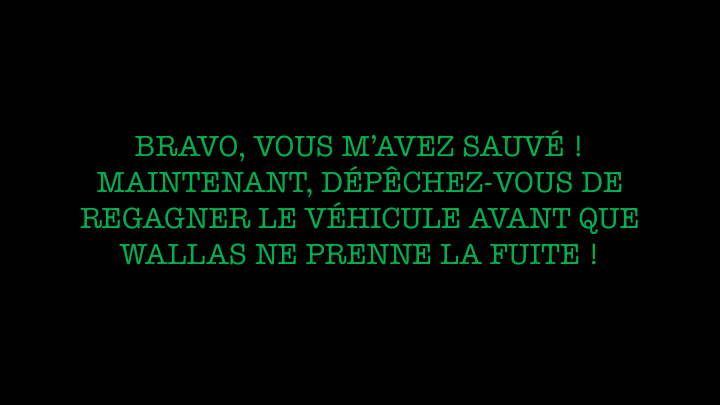 BRAVO, VOUS M’AVEZ SAUVÉ !
MAINTENANT, DÉPÊCHEZ-VOUS DE
REGAGNER LE VÉHICULE AVANT QUE
WALLAS NE PRENNE LA FUITE !